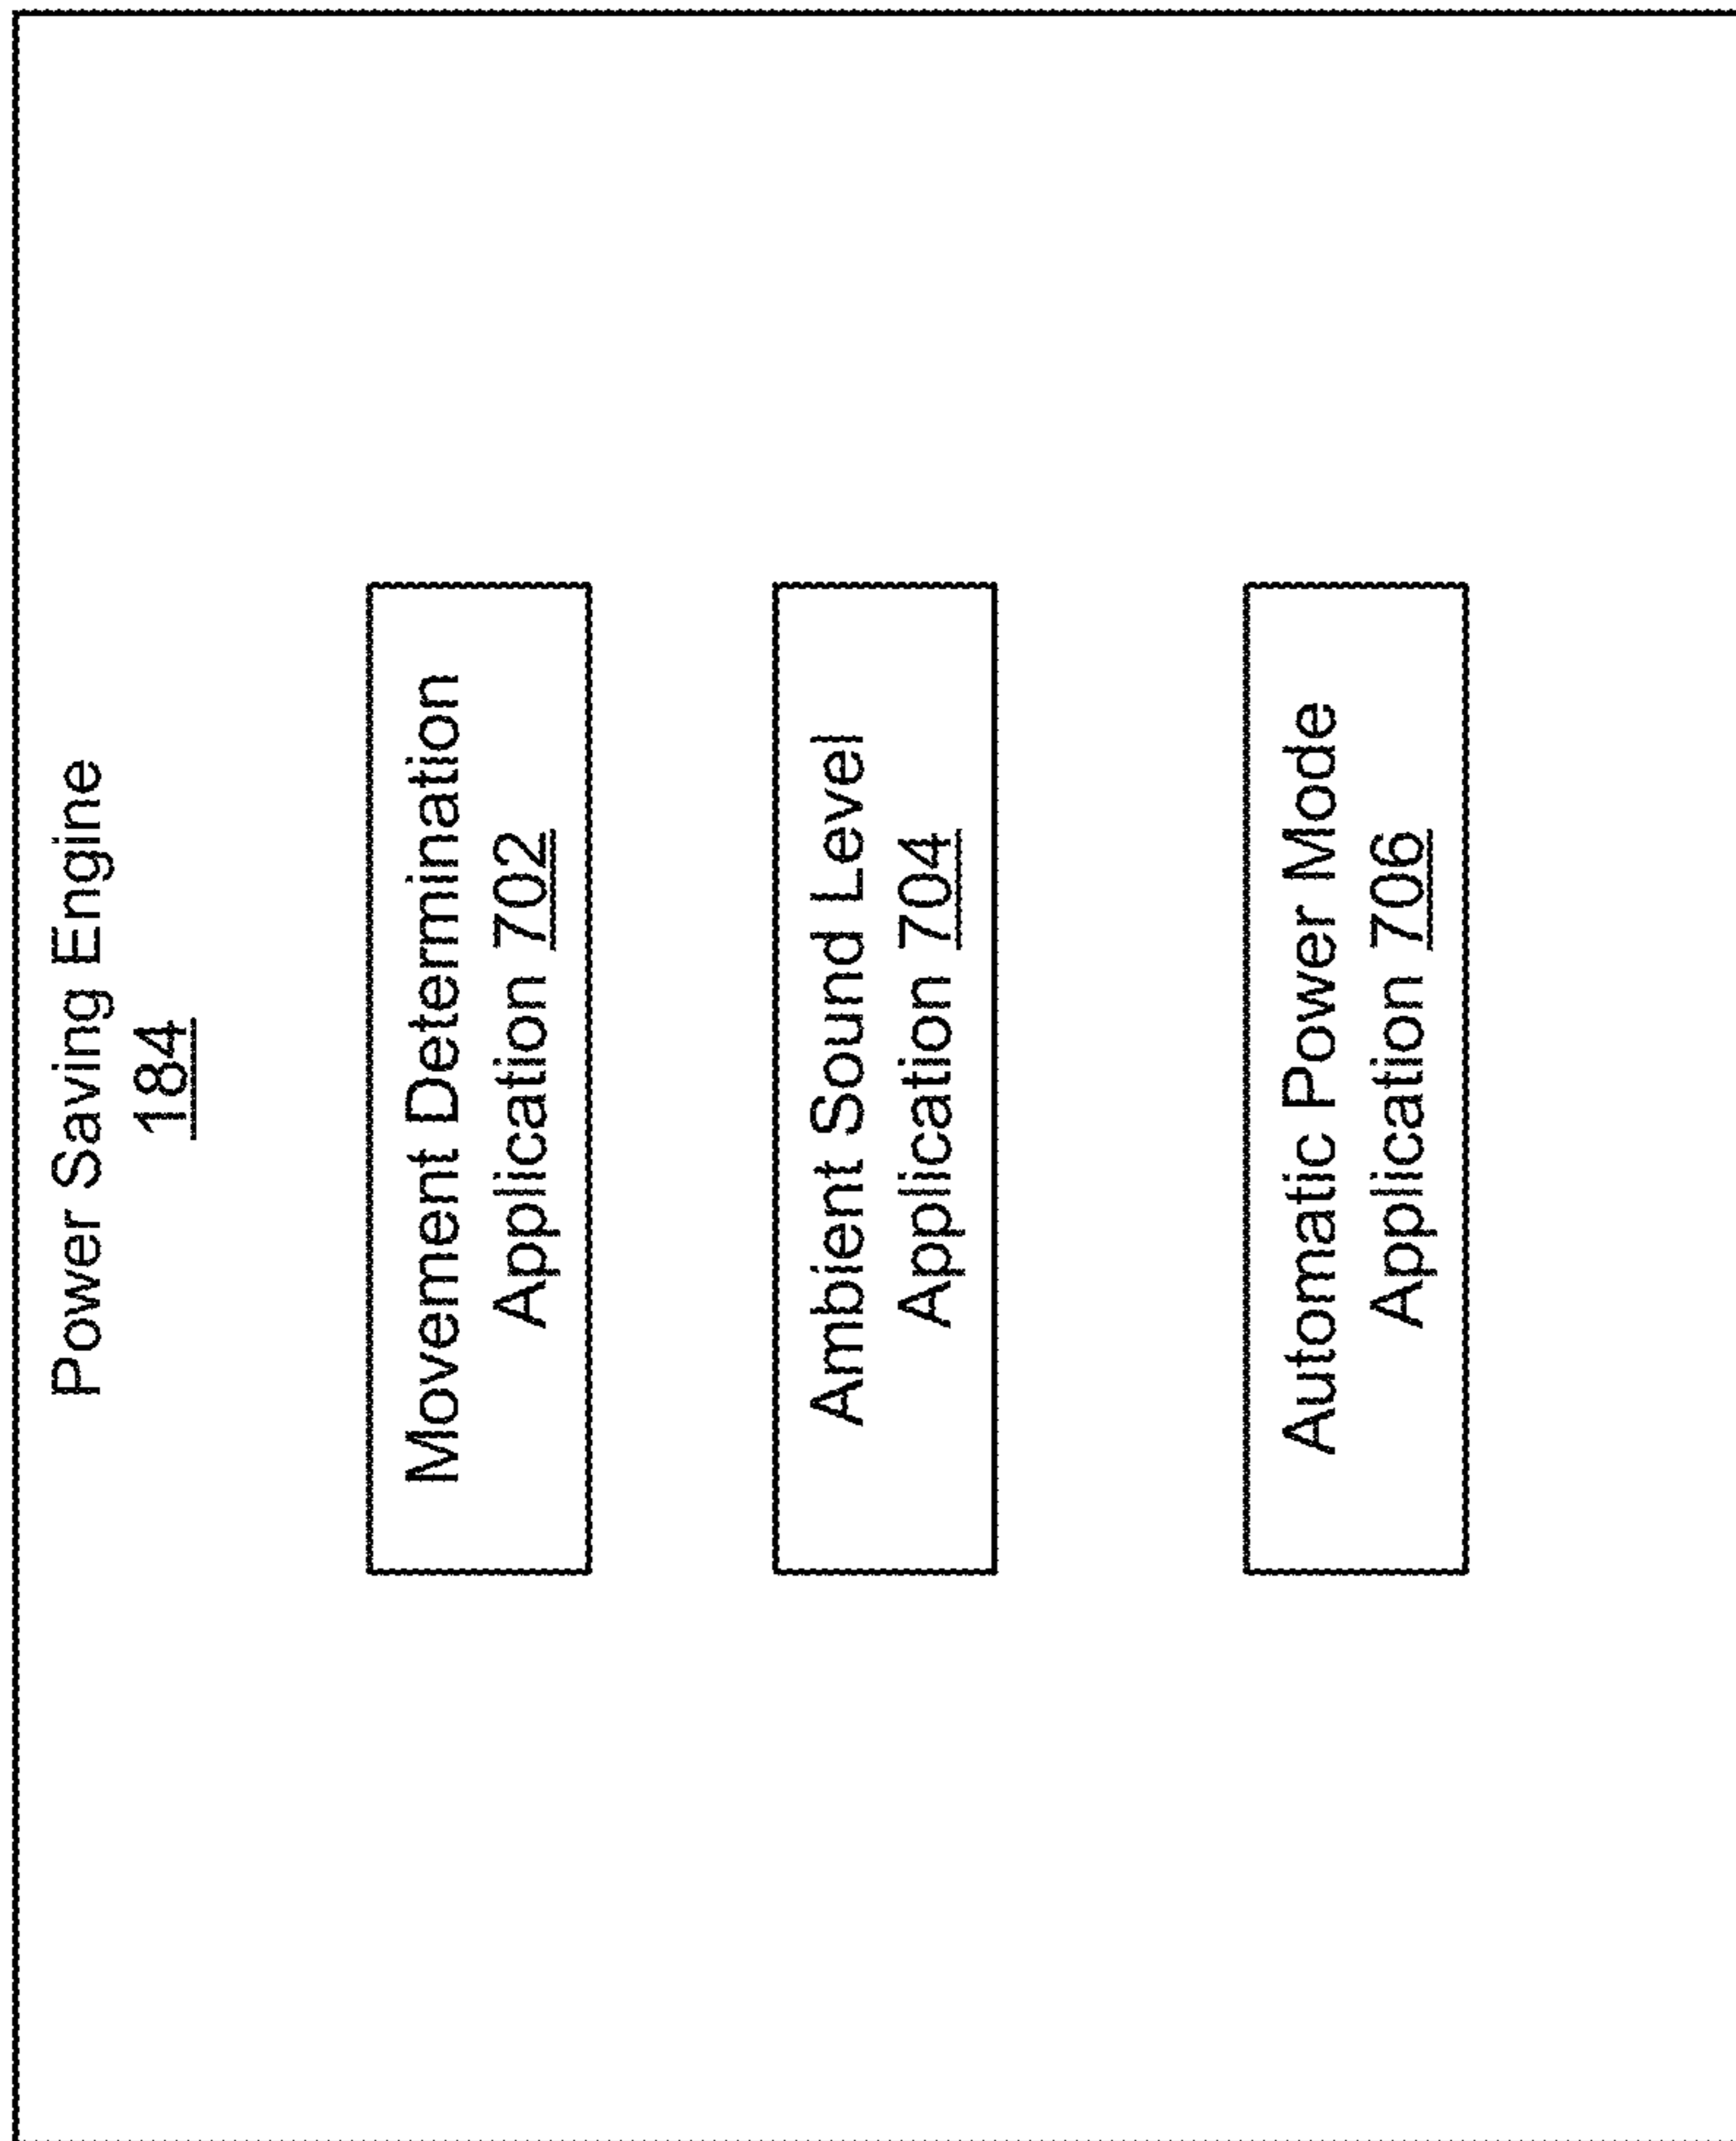 Power Saving Engine
184
Movement Determination
Application 702
Ambient Sound Level
Application 704
Automatic Power Mode
Application 706